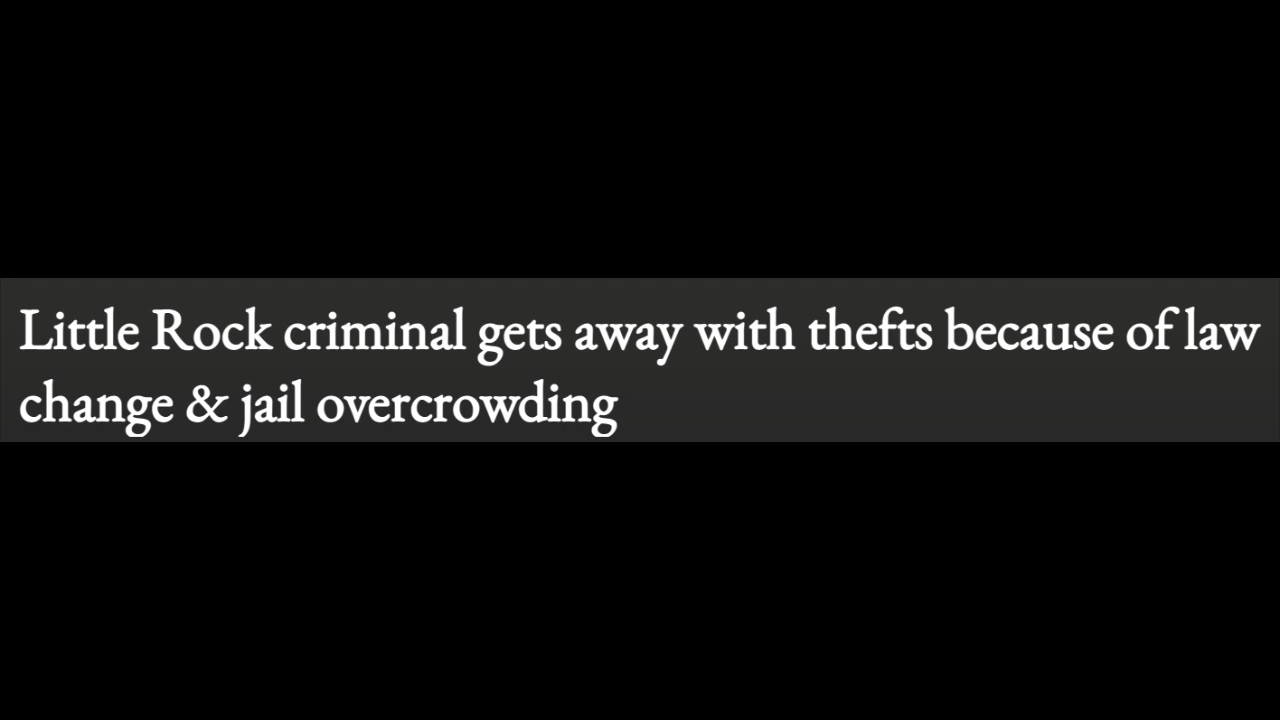 Little Rock criminal gets away with thefts because of law
change & jail overcrowding